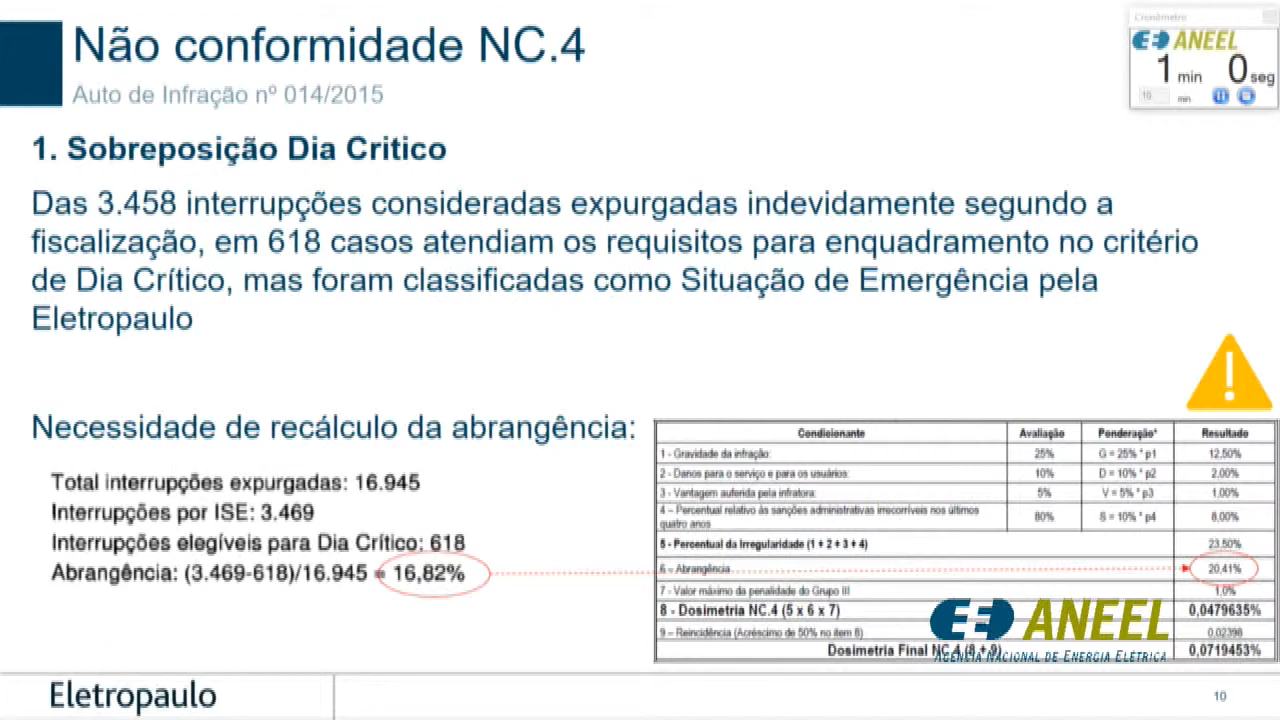 Não conformidade NC.4
Auto de Infração nº 014/2015
Cronômetro
ANEEL
1 min 0 seg
10 min
1. Sobreposição Dia Critico
Das 3.458 interrupções consideradas expurgadas indevidamente segundo a
fiscalização, em 618 casos atendiam os requisitos para enquadramento no critério
de Dia Crítico, mas foram classificadas como Situação de Emergência pela
Eletropaulo
Necessidade de recálculo da abrangência:
Total interrupções expurgadas: 16.945
Interrupções por ISE: 3.469
Interrupções elegíveis para Dia Crítico: 618
Abrangência: (3.469-618)/16.945 = 16,82%
Condicionante Avaliação Ponderação* Resultado
1 - Gravidade da infração: 25% G = 25% * p1 12,50%
2 - Danos para o serviço e para os usuários: 10% D = 10% * p2 2,00%
3 - Vantagem auferida pela infratora: 5% V = 5% * p3 1,00%
4 – Percentual relativo às sanções administrativas irrecorríveis nos últimos
quatro anos 80% S = 10% * p4 8,00%
5 - Percentual da Irregularidade (1 + 2 + 3 + 4) 23,50%
6 – Abrangência 20,41%
7 - Valor máximo da penalidade do Grupo III 1,0%
8 - Dosimetria NC.4 (5 x 6 x 7) 0,0479635%
9 – Reincidência (Acréscimo de 50% no item 8) 0,02398
Dosimetria Final NC.4 (8 + 9) 0,0719453%
ANEEL
AGÊNCIA NACIONAL DE ENERGIA ELÉTRICA
Eletropaulo
10